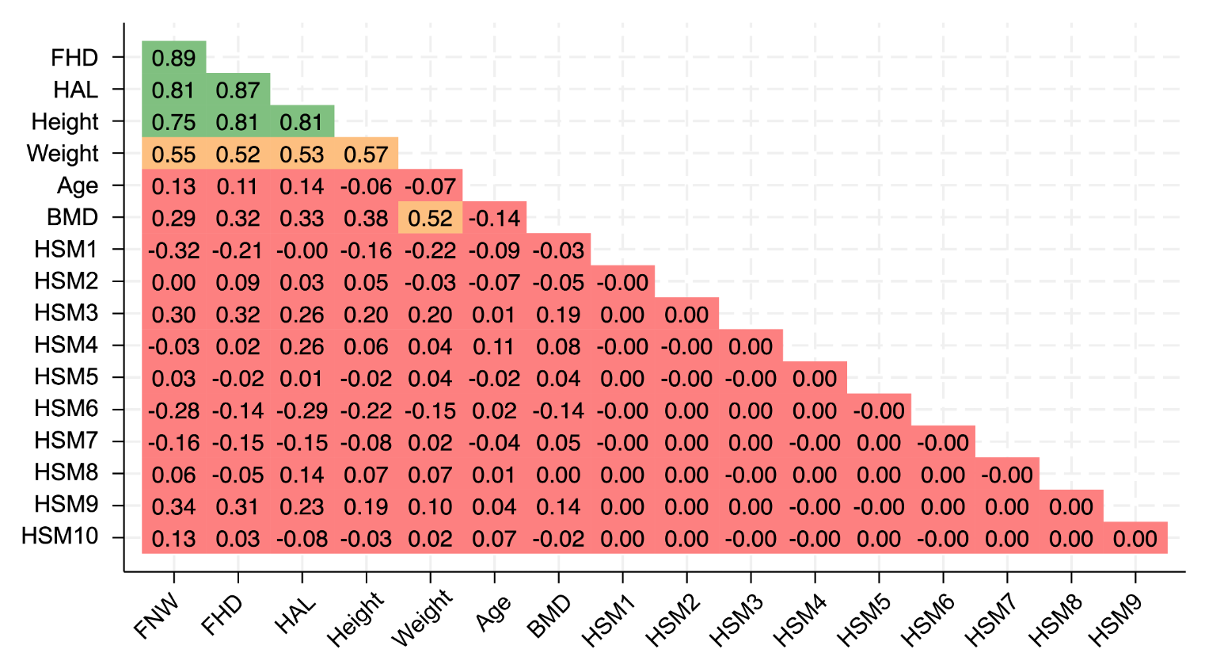 FHD 0.89
HAL 0.81 0.87
Height 0.75 0.81 0.81
Weight 0.55 0.52 0.53 0.57
Age 0.13 0.11 0.14 -0.06 -0.07
BMD 0.29 0.32 0.33 0.38 0.52 -0.14
HSM1 -0.32 -0.21 -0.00 -0.16 -0.22 -0.09 -0.03
HSM2 0.00 0.09 0.03 0.05 -0.03 -0.07 -0.05 -0.00
HSM3 0.30 0.32 0.26 0.20 0.20 0.01 0.19 0.00 0.00
HSM4 -0.03 0.02 0.26 0.06 0.04 0.11 0.08 -0.00 -0.00 0.00
HSM5 0.03 -0.02 0.01 -0.02 0.04 -0.02 0.04 0.00 -0.00 -0.00 0.00
HSM6 -0.28 -0.14 -0.29 -0.22 -0.15 0.02 -0.14 -0.00 0.00 0.00 0.00 -0.00
HSM7 -0.16 -0.15 -0.15 -0.08 0.02 -0.04 0.05 -0.00 0.00 0.00 -0.00 0.00 -0.00
HSM8 0.06 -0.05 0.14 0.07 0.07 0.01 0.00 0.00 0.00 -0.00 0.00 0.00 0.00 -0.00
HSM9 0.34 0.31 0.23 0.19 0.10 0.04 0.14 0.00 0.00 0.00 -0.00 -0.00 0.00 0.00 0.00
HSM10 0.13 0.03 -0.08 -0.03 0.02 0.07 -0.02 0.00 0.00 -0.00 -0.00 0.00 -0.00 0.00 0.00 0.00
FNW FHD HAL Height Weight Age BMD HSM1 HSM2 HSM3 HSM4 HSM5 HSM6 HSM7 HSM8 HSM9